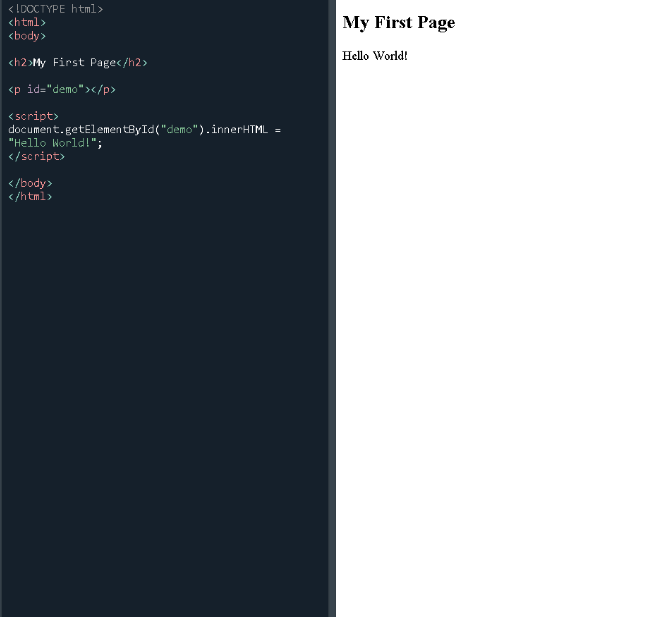 <!DOCTYPE html>
<html>
<body>
<h2>My First Page</h2>
<p id="demo"></p>
<script>
document.getElementById("demo").innerHTML =
"Hello World!";
</script>
</body>
</html>
My First Page
Hello World!